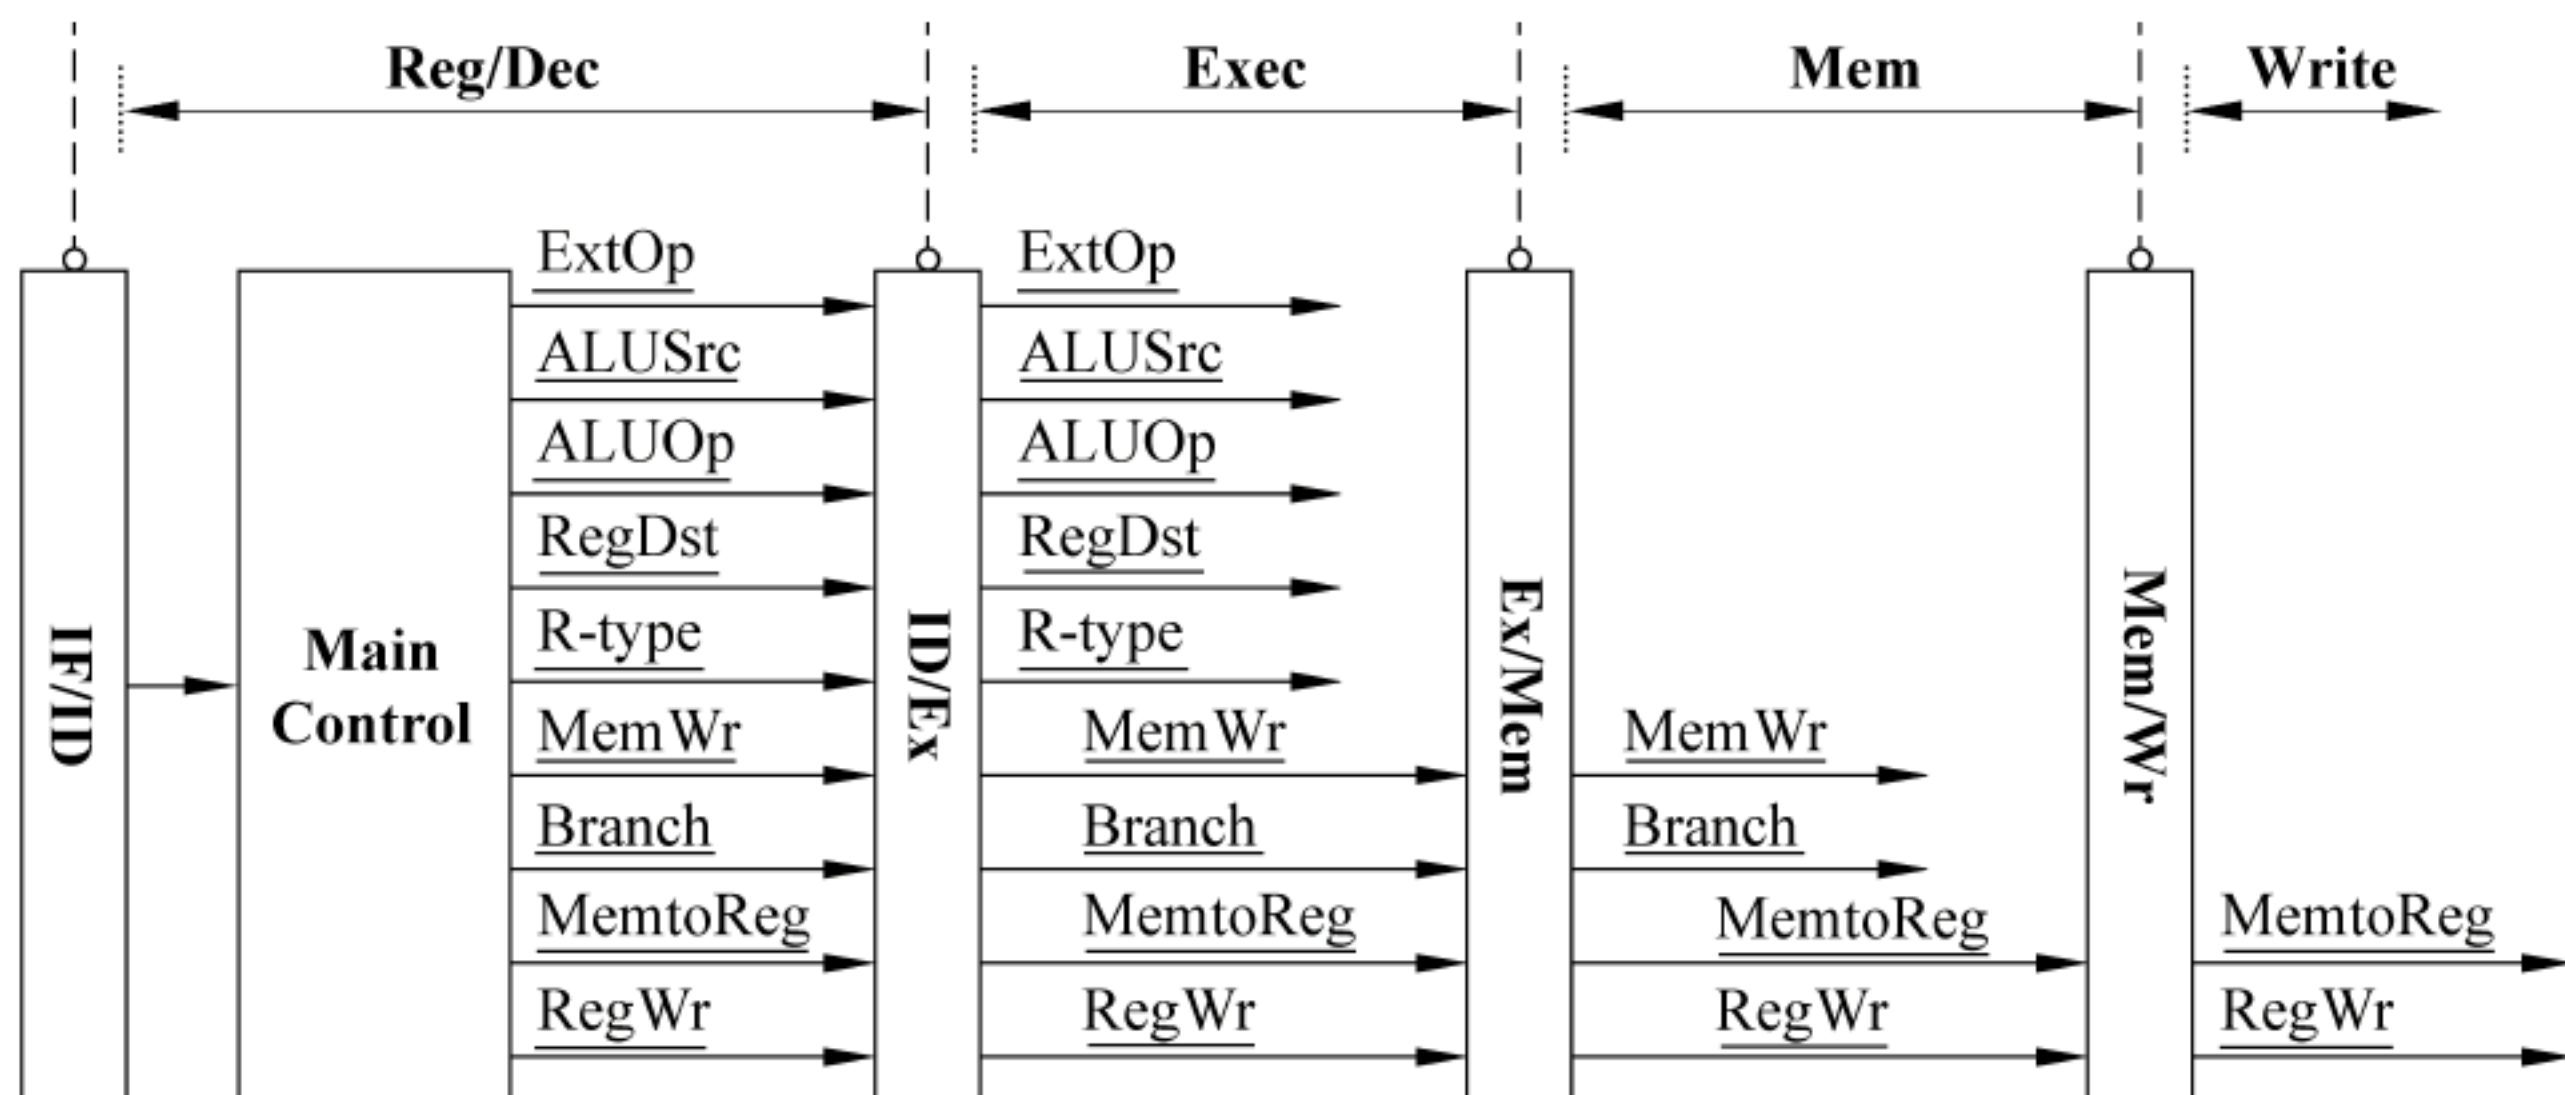 Reg/Dec
Exec
Mem
Write
ExtOp
ExtOp
ALUSrc
ALUSrc
ALUOp
ALUOp
RegDst
RegDst
R-type
R-type
IF/ID
Main
Control
ID/Ex
Ex/Mem
Mem/Wr
MemWr
MemWr
MemWr
Branch
Branch
Branch
MemtoReg
MemtoReg
MemtoReg
MemtoReg
RegWr
RegWr
RegWr
RegWr